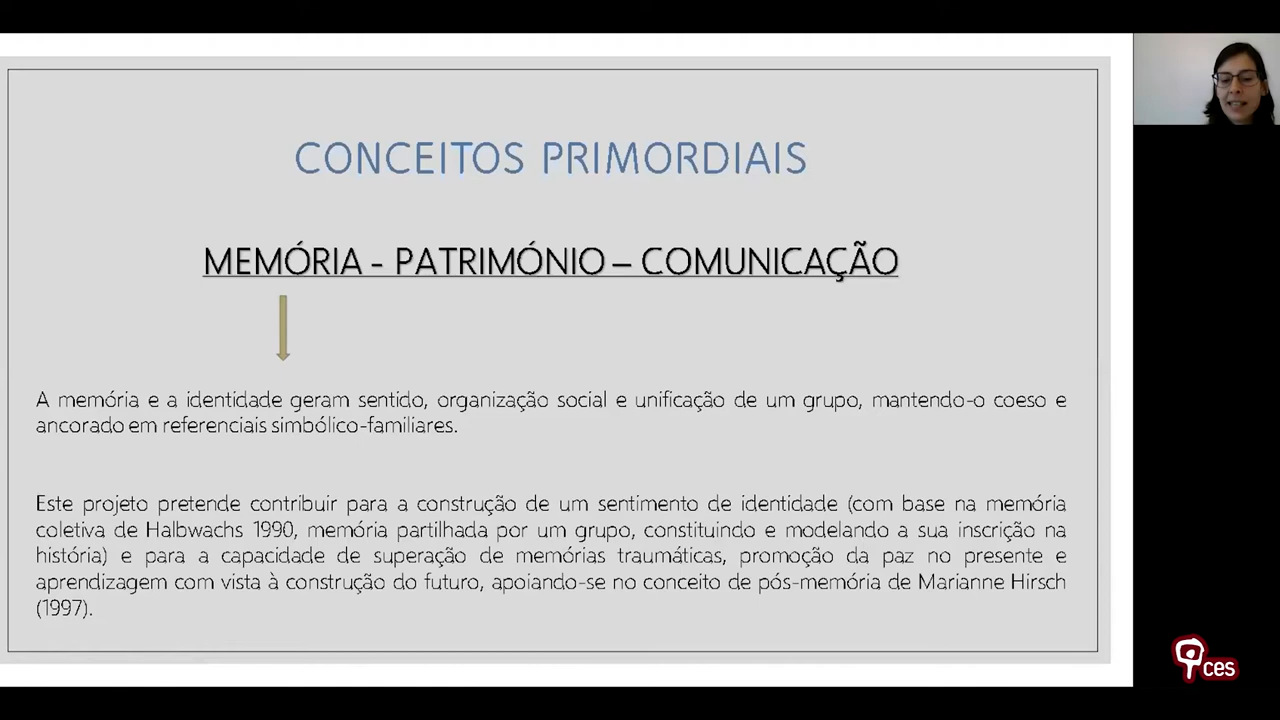 CONCEITOS PRIMORDIAIS
MEMÓRIA - PATRIMÓNIO – COMUNICAÇÃO
A memória e a identidade geram sentido, organização social e unificação de um grupo, mantendo-o coeso e
ancorado em referenciais simbólico-familiares.
Este projeto pretende contribuir para a construção de um sentimento de identidade (com base na memória
coletiva de Halbwachs 1990, memória partilhada por um grupo, constituindo e modelando a sua inscrição na
história) e para a capacidade de superação de memórias traumáticas, promoção da paz no presente e
aprendizagem com vista à construção do futuro, apoiando-se no conceito de pós-memória de Marianne Hirsch
(1997).
ces